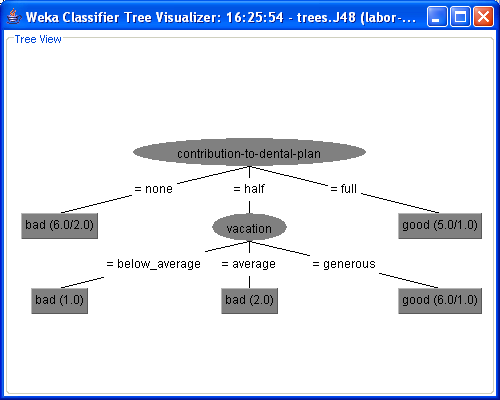 Weka Classifier Tree Visualizer: 16:25:54 - trees.J48 (labor-...
Tree View
contribution-to-dental-plan
= none = half = full
bad (6.0/2.0) vacation good (5.0/1.0)
= below_average = average = generous
bad (1.0) bad (2.0) good (6.0/1.0)